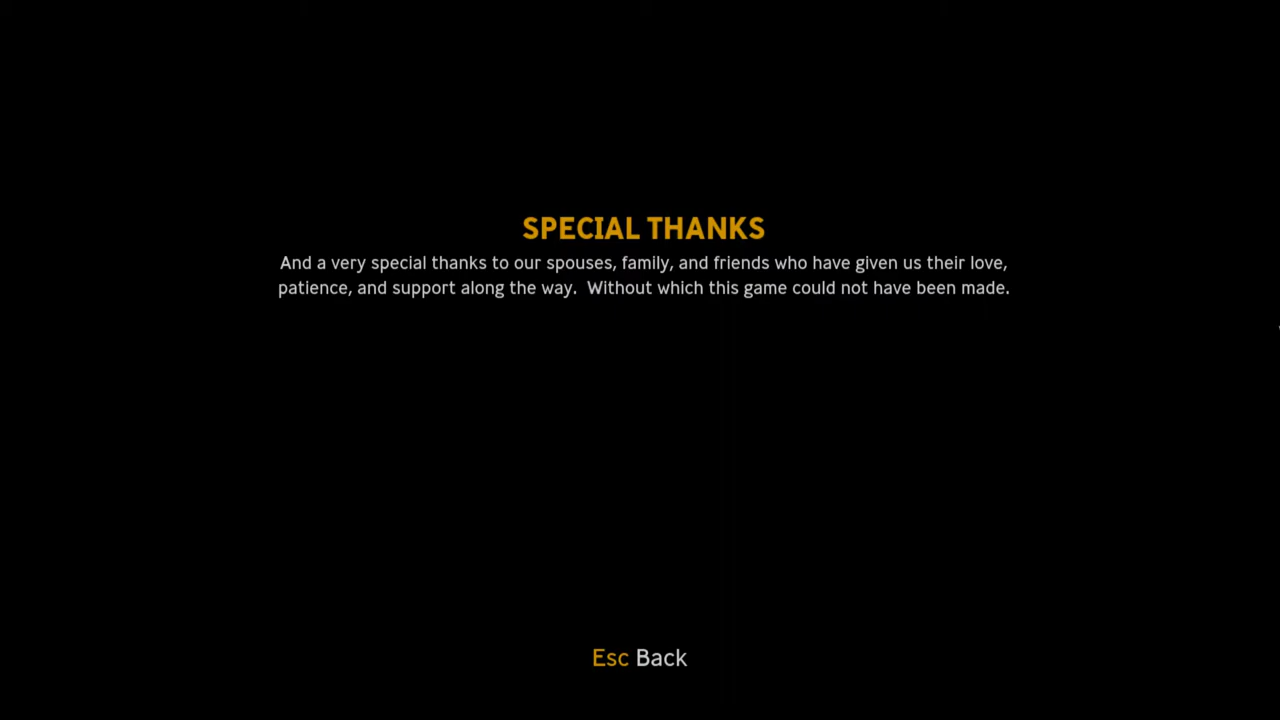 SPECIAL THANKS
And a very special thanks to our spouses, family, and friends who have given us their love,
patience, and support along the way.  Without which this game could not have been made.
Esc Back